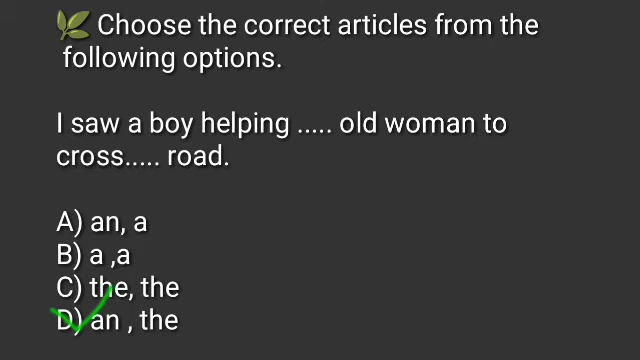 🌿 Choose the correct articles from the
following options.
I saw a boy helping ..... old woman to
cross..... road.
A) an, a
B) a ,a
C) the, the
D) an , the